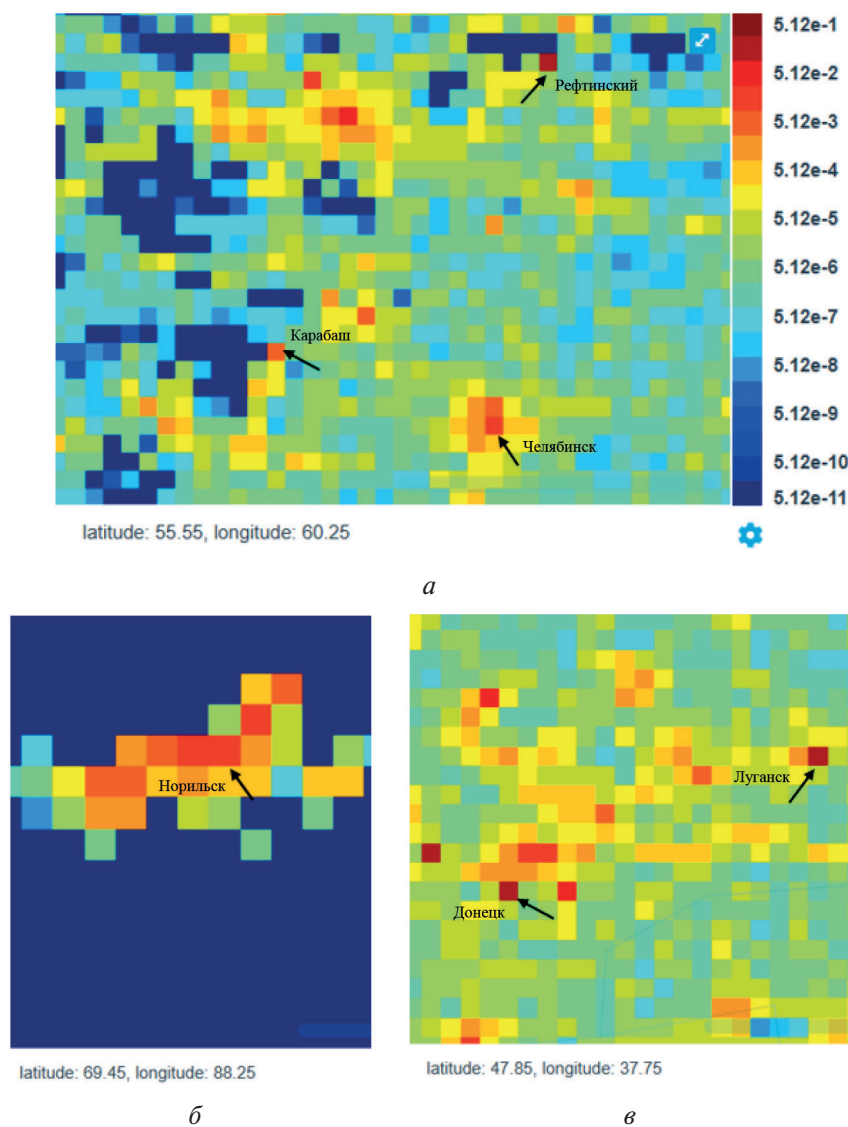 5.12e-1
Рефтинский
5.12e-2
5.12e-3
5.12e-4
5.12e-5
5.12e-6
5.12e-7
Карабаш
5.12e-8
5.12e-9
Челябинск
5.12e-10
5.12e-11
latitude: 55.55, longitude: 60.25
а
Норильск
Луганск
Донецк
latitude: 69.45, longitude: 88.25
latitude: 47.85, longitude: 37.75
б
в